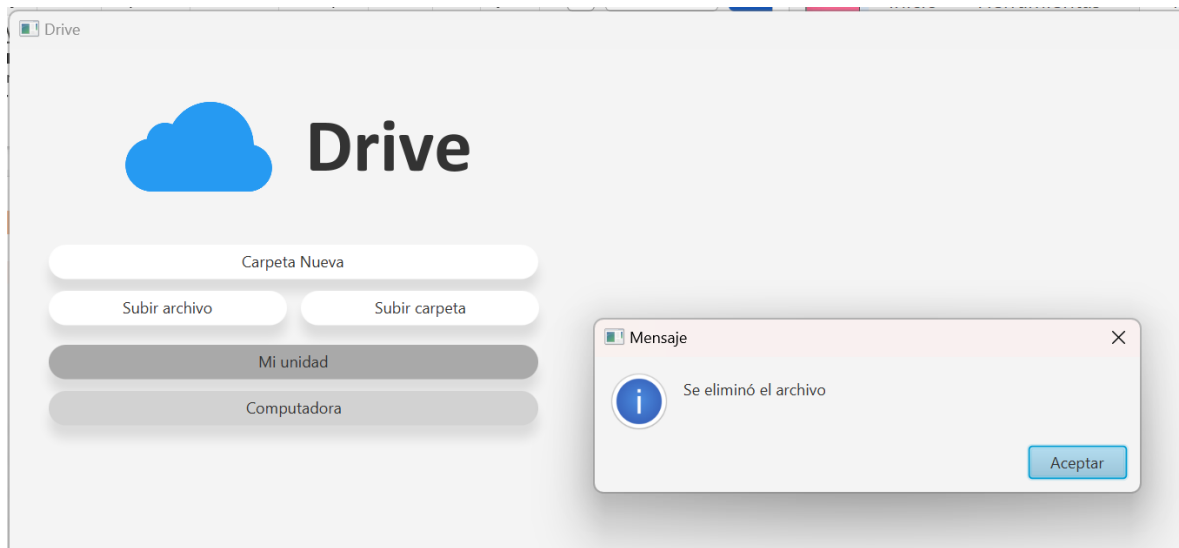 Drive
Drive
Carpeta Nueva
Subir archivo
Subir carpeta
Mi unidad
Computadora
Mensaje
Se eliminó el archivo
Aceptar